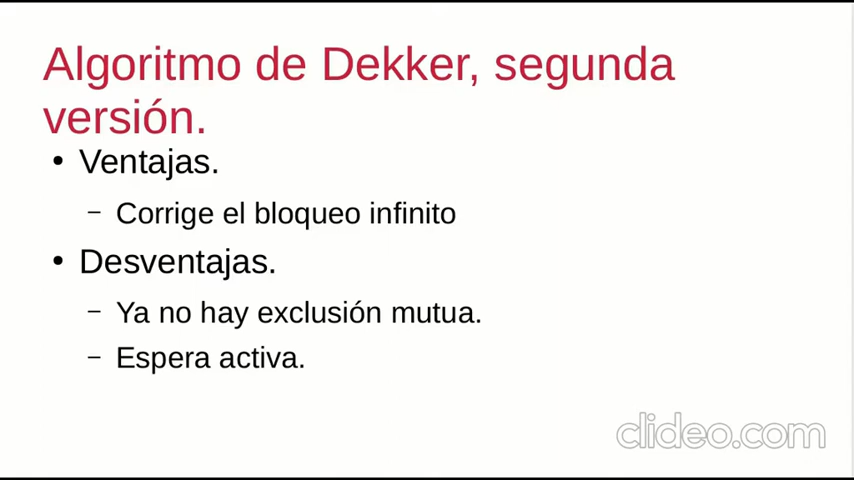 Algoritmo de Dekker, segunda
versión.
• Ventajas.
– Corrige el bloqueo infinito
• Desventajas.
– Ya no hay exclusión mutua.
– Espera activa.
clideo.com